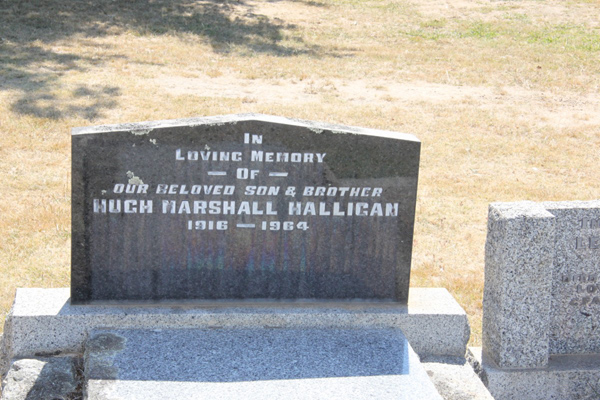 In
Loving Memory
— Of —
OUR BELOVED SON & BROTHER
HUGH MARSHALL HALLIGAN
1916 — 1964